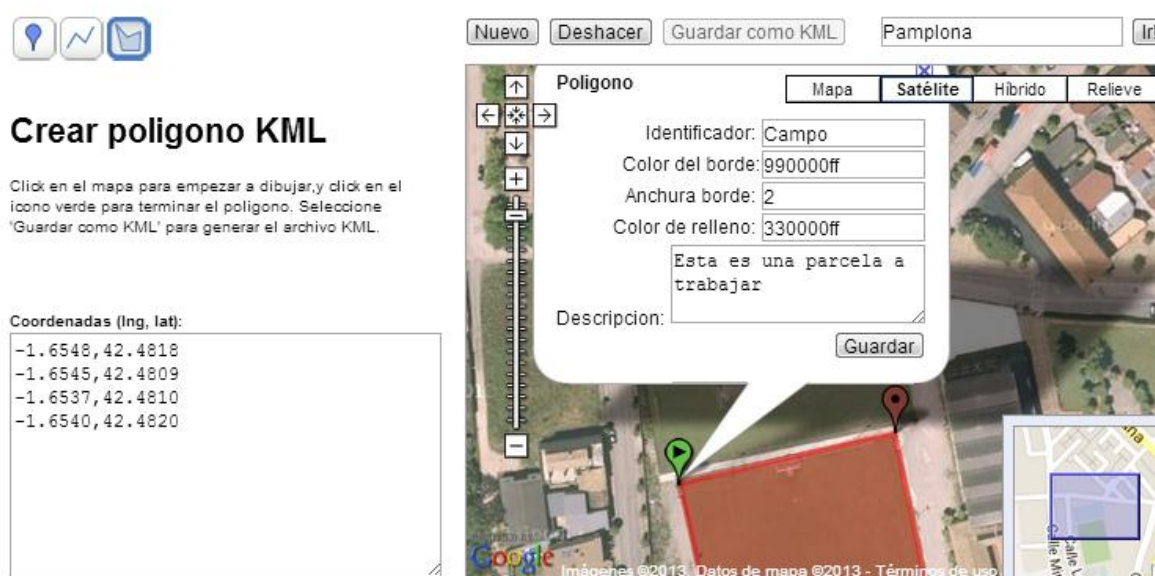 Nuevo Deshacer Guardar como KML Pamplona Ir!
Crear poligono KML
Click en el mapa para empezar a dibujar,y click en el
icono verde para terminar el poligono. Seleccione
'Guardar como KML' para generar el archivo KML.
Coordenadas (lng, lat):
-1.6548,42.4818
-1.6545,42.4809
-1.6537,42.4810
-1.6540,42.4820
Poligono
Mapa Satélite Híbrido Relieve
Identificador: Campo
Color del borde: 990000ff
Anchura borde: 2
Color de relleno: 330000ff
Esta es una parcela a
trabajar
Descripcion:
Guardar
Google
Imágenes ©2013, Datos de mapa ©2013 - Términos de uso
Calle